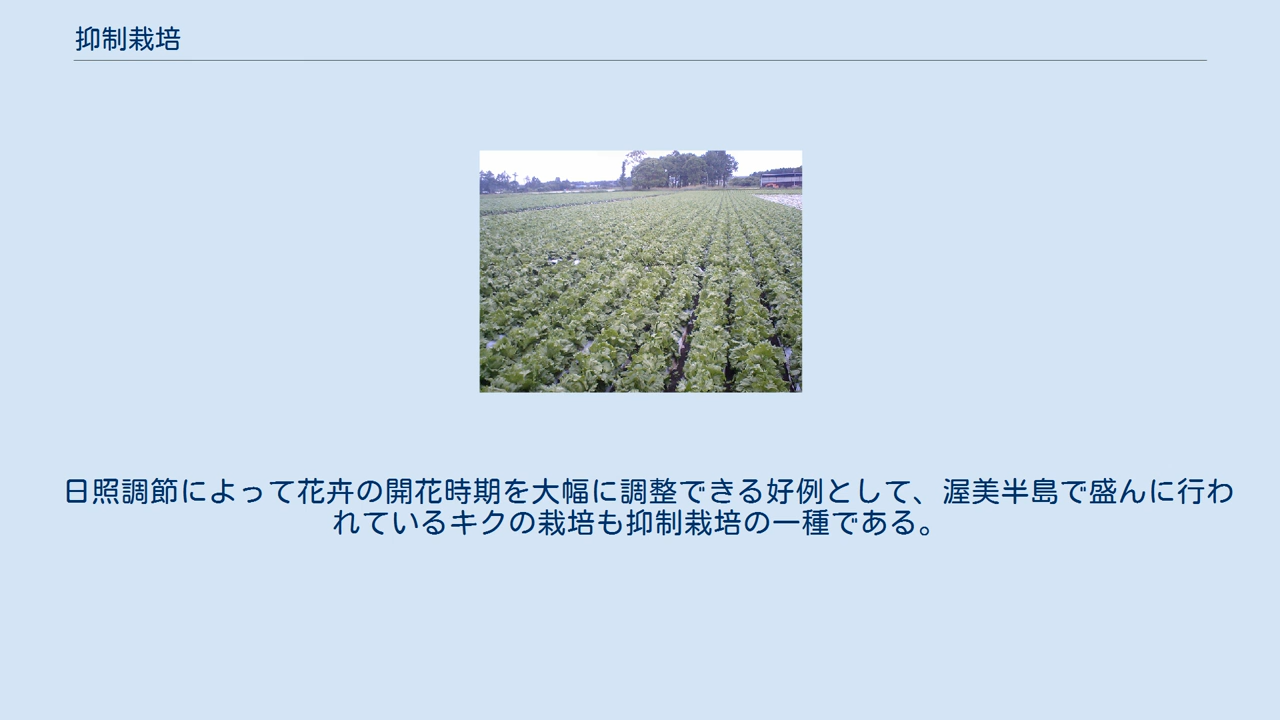 抑制栽培
日照調節によって花卉の開花時期を大幅に調整できる好例として、渥美半島で盛んに行わ
れているキクの栽培も抑制栽培の一種である。